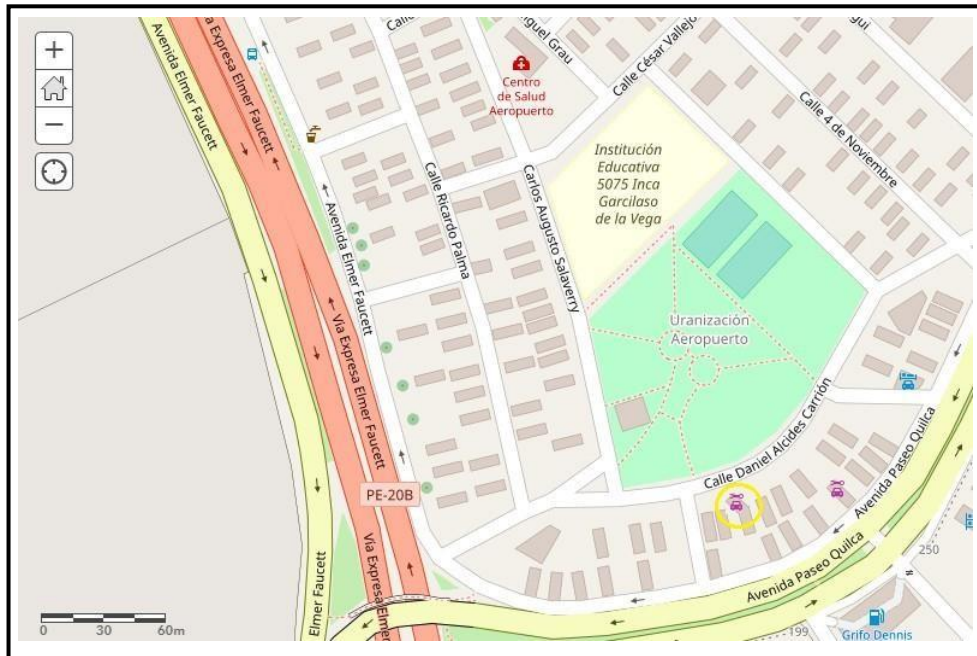 Avenida Elmer Faucett
Vía Expresa Elmer Faucett
Calle César Vallejo
Centro
de Salud
Aeropuerto
Calle 4 de Noviembre
Institución
Educativa
5075 Inca
Garcilaso
de la Vega
Calle Ricardo Palma
Carlos Augusto Salaverry
Avenida Elmer Faucett
Uranización
Aeropuerto
Vía Expresa Elmer Faucett
Calle Daniel Alcides Carrión
Avenida Paseo Quilca
PE-20B
Vía Expresa Elmer
Elmer Faucett
Avenida Paseo Quilca
250
199
Grifo Dennis
0 30 60m